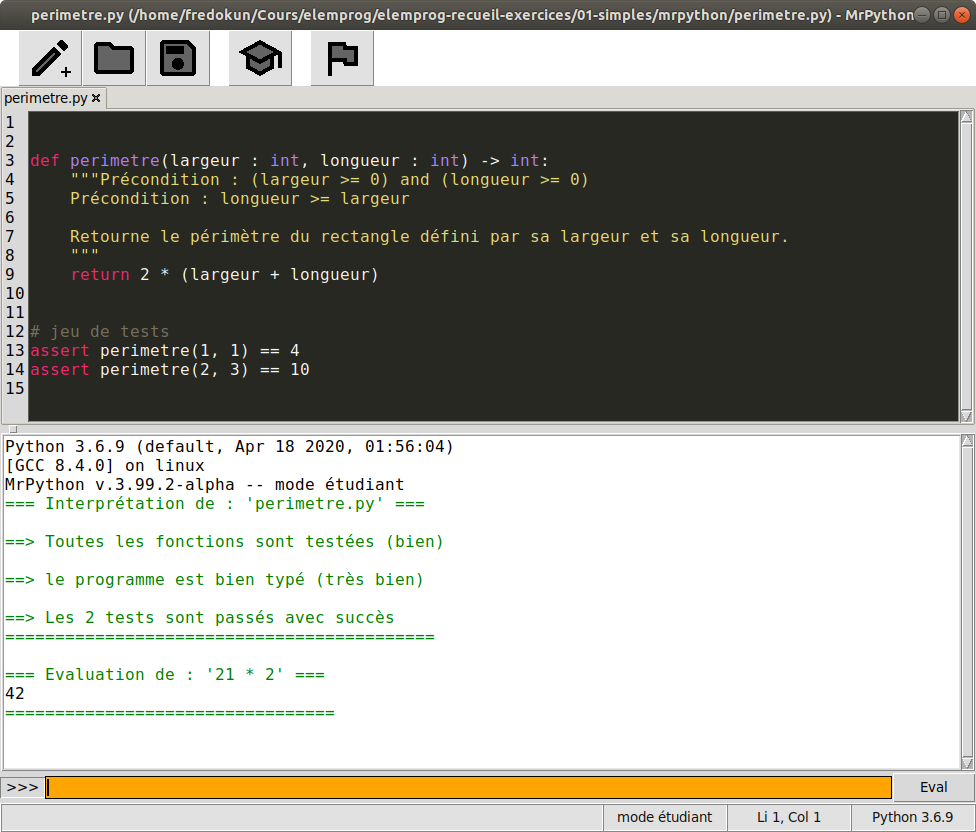 perimetre.py (/home/fredokun/Cours/elemprog/elemprog-recueil-exercices/01-simples/mrpython/perimetre.py) - MrPython
perimetre.py
1
2
3 def perimetre(largeur : int, longueur : int) -> int:
4 """Précondition : (largeur >= 0) and (longueur >= 0)
5 Précondition : longueur >= largeur
6
7 Retourne le périmètre du rectangle défini par sa largeur et sa longueur.
8 """
9 return 2 * (largeur + longueur)
10
11
12 # jeu de tests
13 assert perimetre(1, 1) == 4
14 assert perimetre(2, 3) == 10
15
Python 3.6.9 (default, Apr 18 2020, 01:56:04)
[GCC 8.4.0] on linux
MrPython v.3.99.2-alpha -- mode étudiant
=== Interprétation de : 'perimetre.py' ===
==> Toutes les fonctions sont testées (bien)
==> le programme est bien typé (très bien)
==> Les 2 tests sont passés avec succès
===========================================
=== Evaluation de : '21 * 2' ===
42
=================================
>>> Eval
mode étudiant Li 1, Col 1 Python 3.6.9